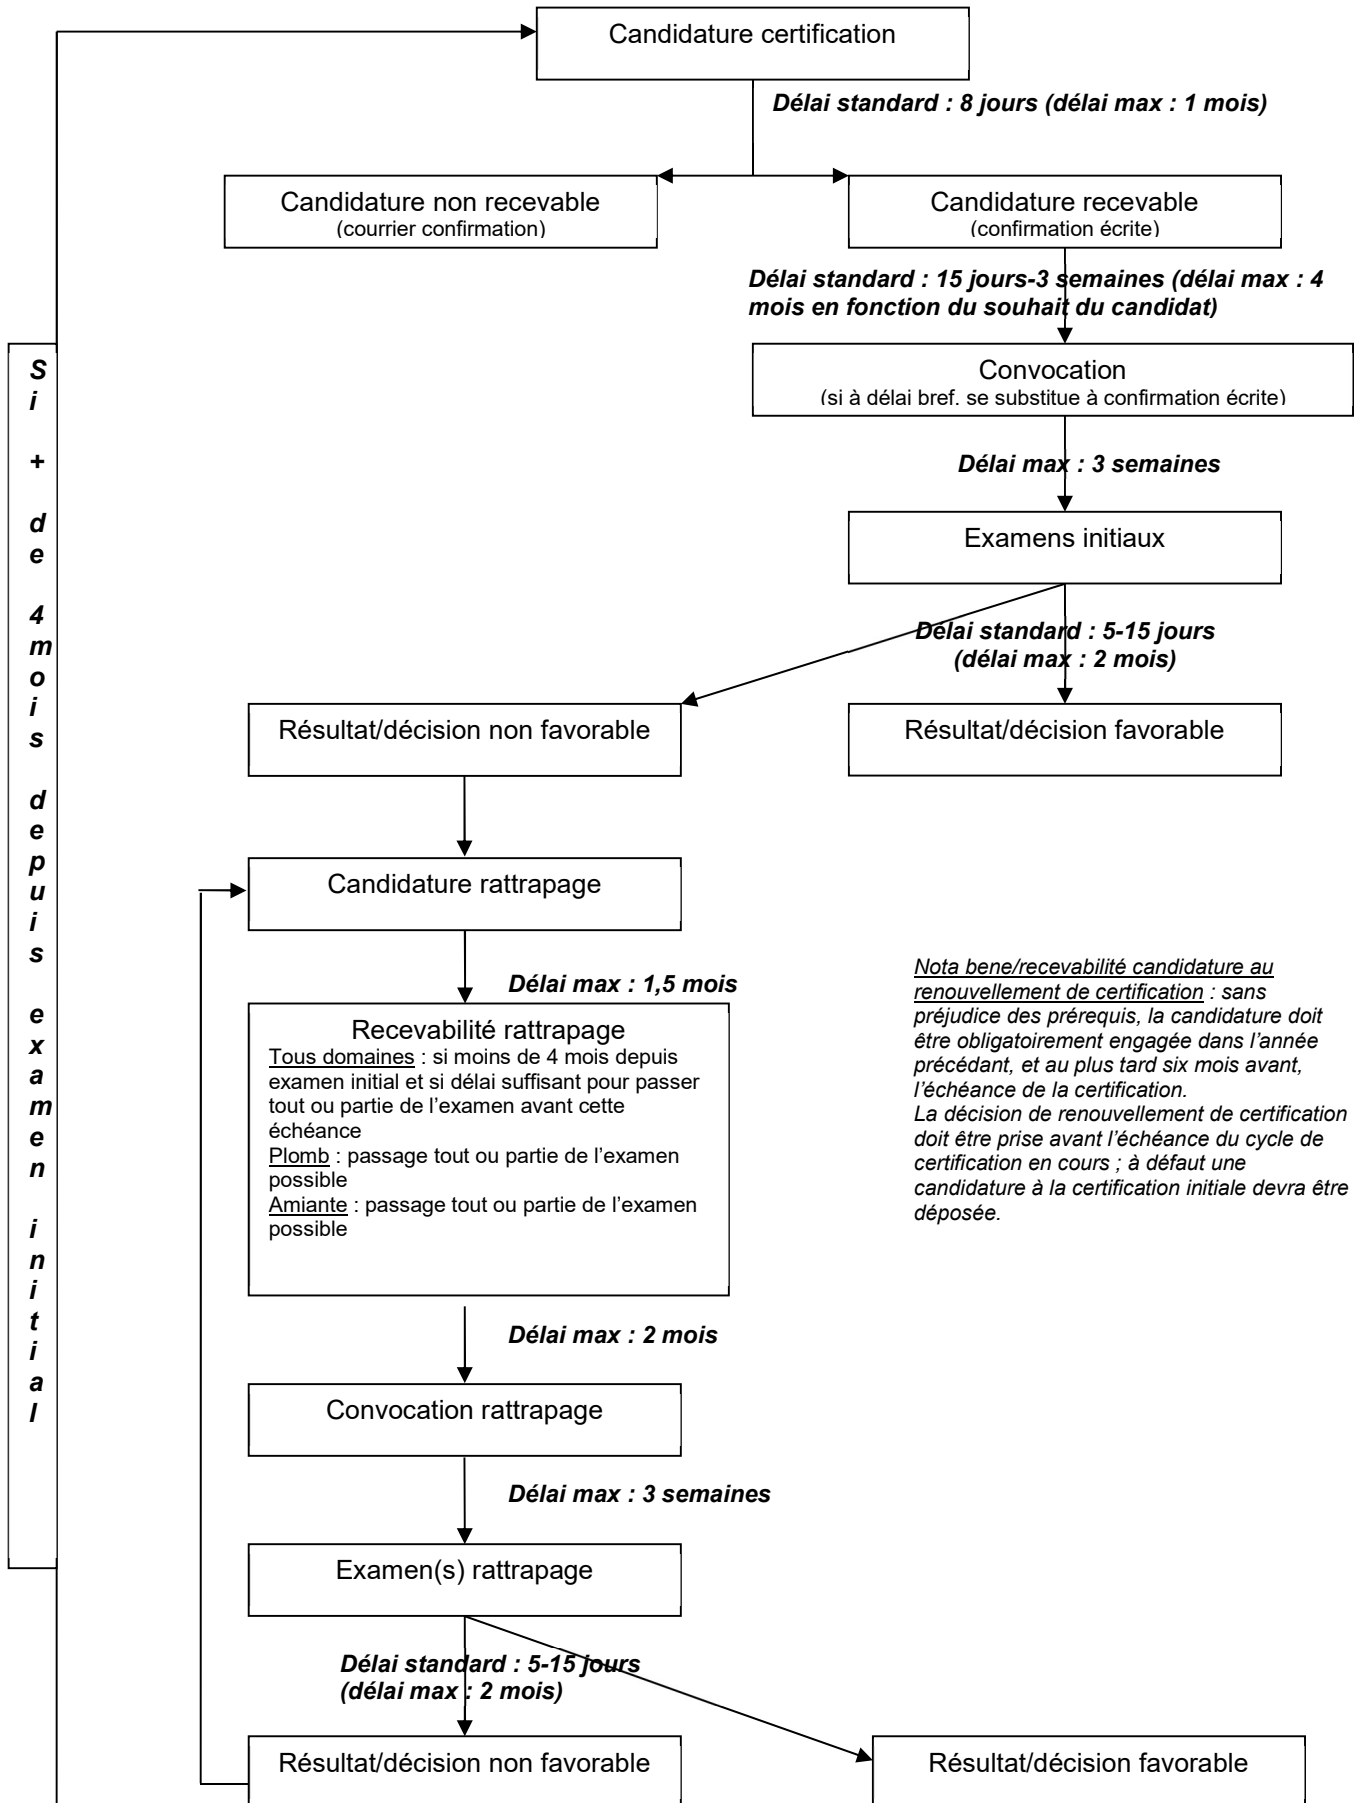 Candidature certification
Délai standard : 8 jours (délai max : 1 mois)
Candidature non recevable
(courrier confirmation)
Candidature recevable
(confirmation écrite)
Délai standard : 15 jours-3 semaines (délai max : 4
mois en fonction du souhait du candidat)
Convocation
(si à délai bref. se substitue à confirmation écrite)
Délai max : 3 semaines
Examens initiaux
Délai standard : 5-15 jours
(délai max : 2 mois)
Résultat/décision non favorable
Résultat/décision favorable
Candidature rattrapage
Délai max : 1,5 mois
Recevabilité rattrapage
Tous domaines : si moins de 4 mois depuis
examen initial et si délai suffisant pour passer
tout ou partie de l’examen avant cette
échéance
Plomb : passage tout ou partie de l’examen
possible
Amiante : passage tout ou partie de l’examen
possible
Nota bene/recevabilité candidature au
renouvellement de certification : sans
préjudice des prérequis, la candidature doit
être obligatoirement engagée dans l’année
précédant, et au plus tard six mois avant,
l’échéance de la certification.
La décision de renouvellement de certification
doit être prise avant l’échéance du cycle de
certification en cours ; à défaut une
candidature à la certification initiale devra être
déposée.
Délai max : 2 mois
Convocation rattrapage
Délai max : 3 semaines
Examen(s) rattrapage
Délai standard : 5-15 jours
(délai max : 2 mois)
Résultat/décision non favorable
Résultat/décision favorable
Si + de 4 mois depuis examen initial